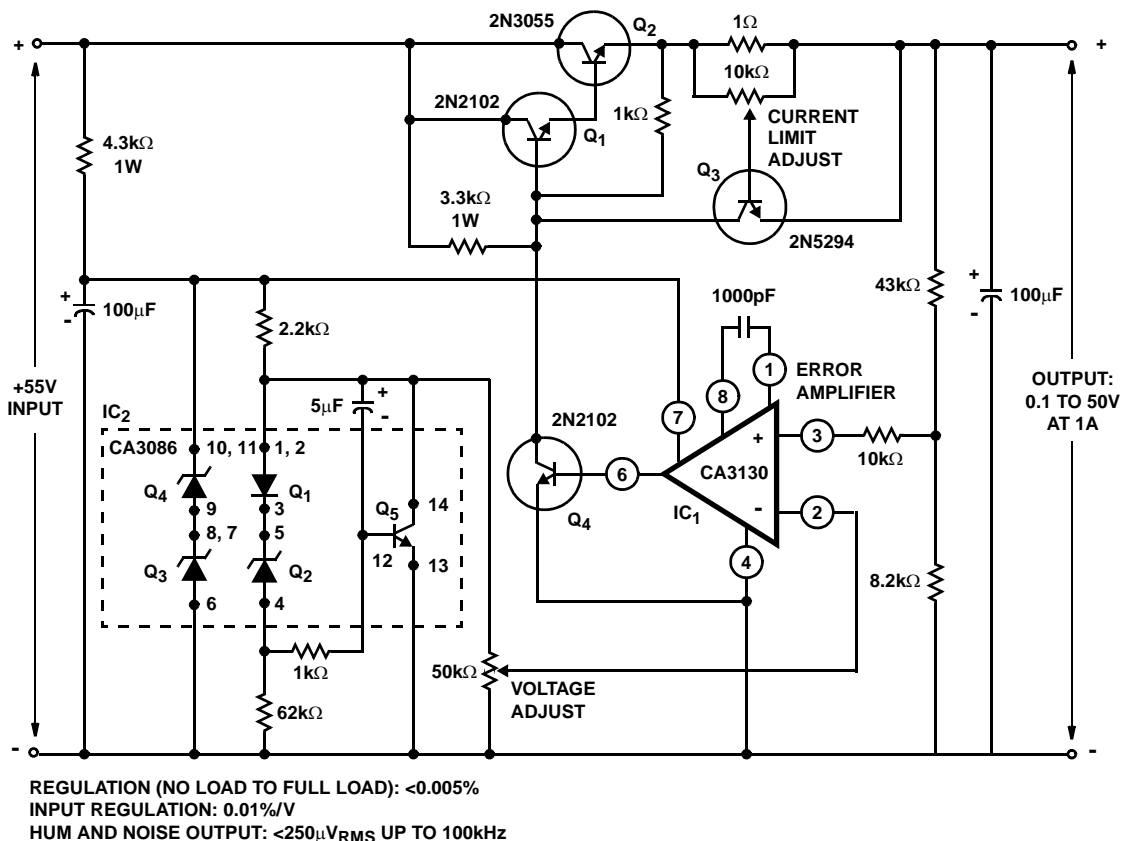 2N3055
Q2
1Ω
+
+
10kΩ
2N2102
1kΩ
Q1
CURRENT
LIMIT
ADJUST
4.3kΩ
1W
Q3
3.3kΩ
1W
2N5294
+
-
100μF
2.2kΩ
1000pF
43kΩ
+
-
100μF
1
ERROR
AMPLIFIER
+55V
INPUT
5μF
+
-
8
OUTPUT:
0.1 TO 50V
AT 1A
IC2
2N2102
7
CA3086
10, 11
1, 2
+
3
6
CA3130
10kΩ
Q4
Q1
14
9
3
Q5
-
2
IC1
8, 7
5
Q4
12
13
4
Q3
Q2
8.2kΩ
6
4
1kΩ
50kΩ
VOLTAGE
ADJUST
62kΩ
-
-
REGULATION (NO LOAD TO FULL LOAD): <0.005%
INPUT REGULATION: 0.01%/V
HUM AND NOISE OUTPUT: <250μVRMS UP TO 100kHz